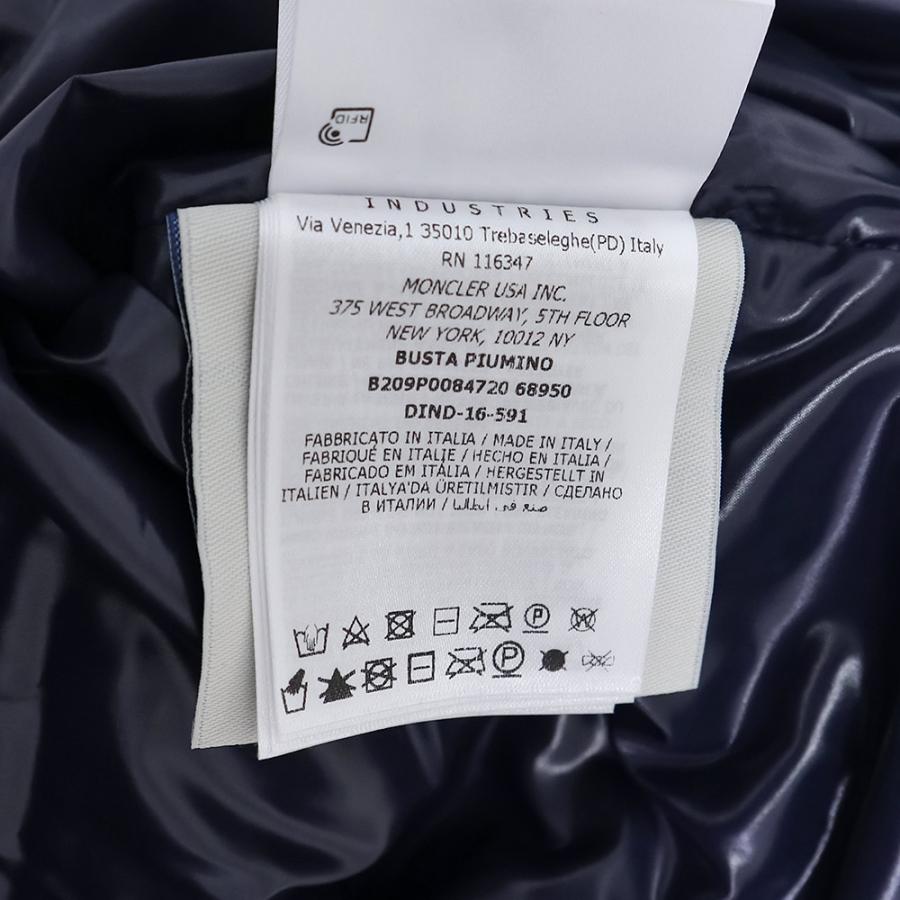 RFID
INDUSTRIES
Via Venezia,1 35010 Trebaseleghe(PD) Italy
RN 116347
MONCLER USA INC.
375 WEST BROADWAY, 5TH FLOOR
NEW YORK, 10012 NY
BUSTA PIUMINO
B209P0084720 68950
DIND-16-591
FABBRICATO IN ITALIA / MADE IN ITALY /
FABRIQUÉ EN ITALIE / HECHO EN ITALIA /
FABRICADO EM ITÁLIA / HERGESTELLT IN
ITALIEN / ITALYA'DA ÜRETILMISTIR / СДЕЛАНО
В ИТАЛИИ / صنع في ايطاليا
P W
P